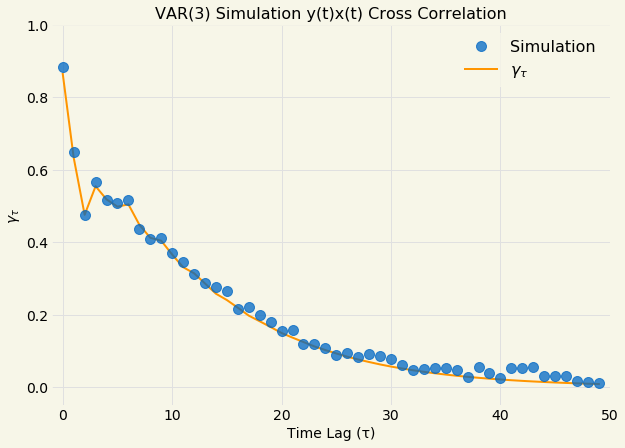 VAR(3) Simulation y(t)x(t) Cross Correlation
1.0
0.8
0.6
0.4
0.2
0.0
γτ
Simulation
γτ
0 10 20 30 40 50
Time Lag (τ)